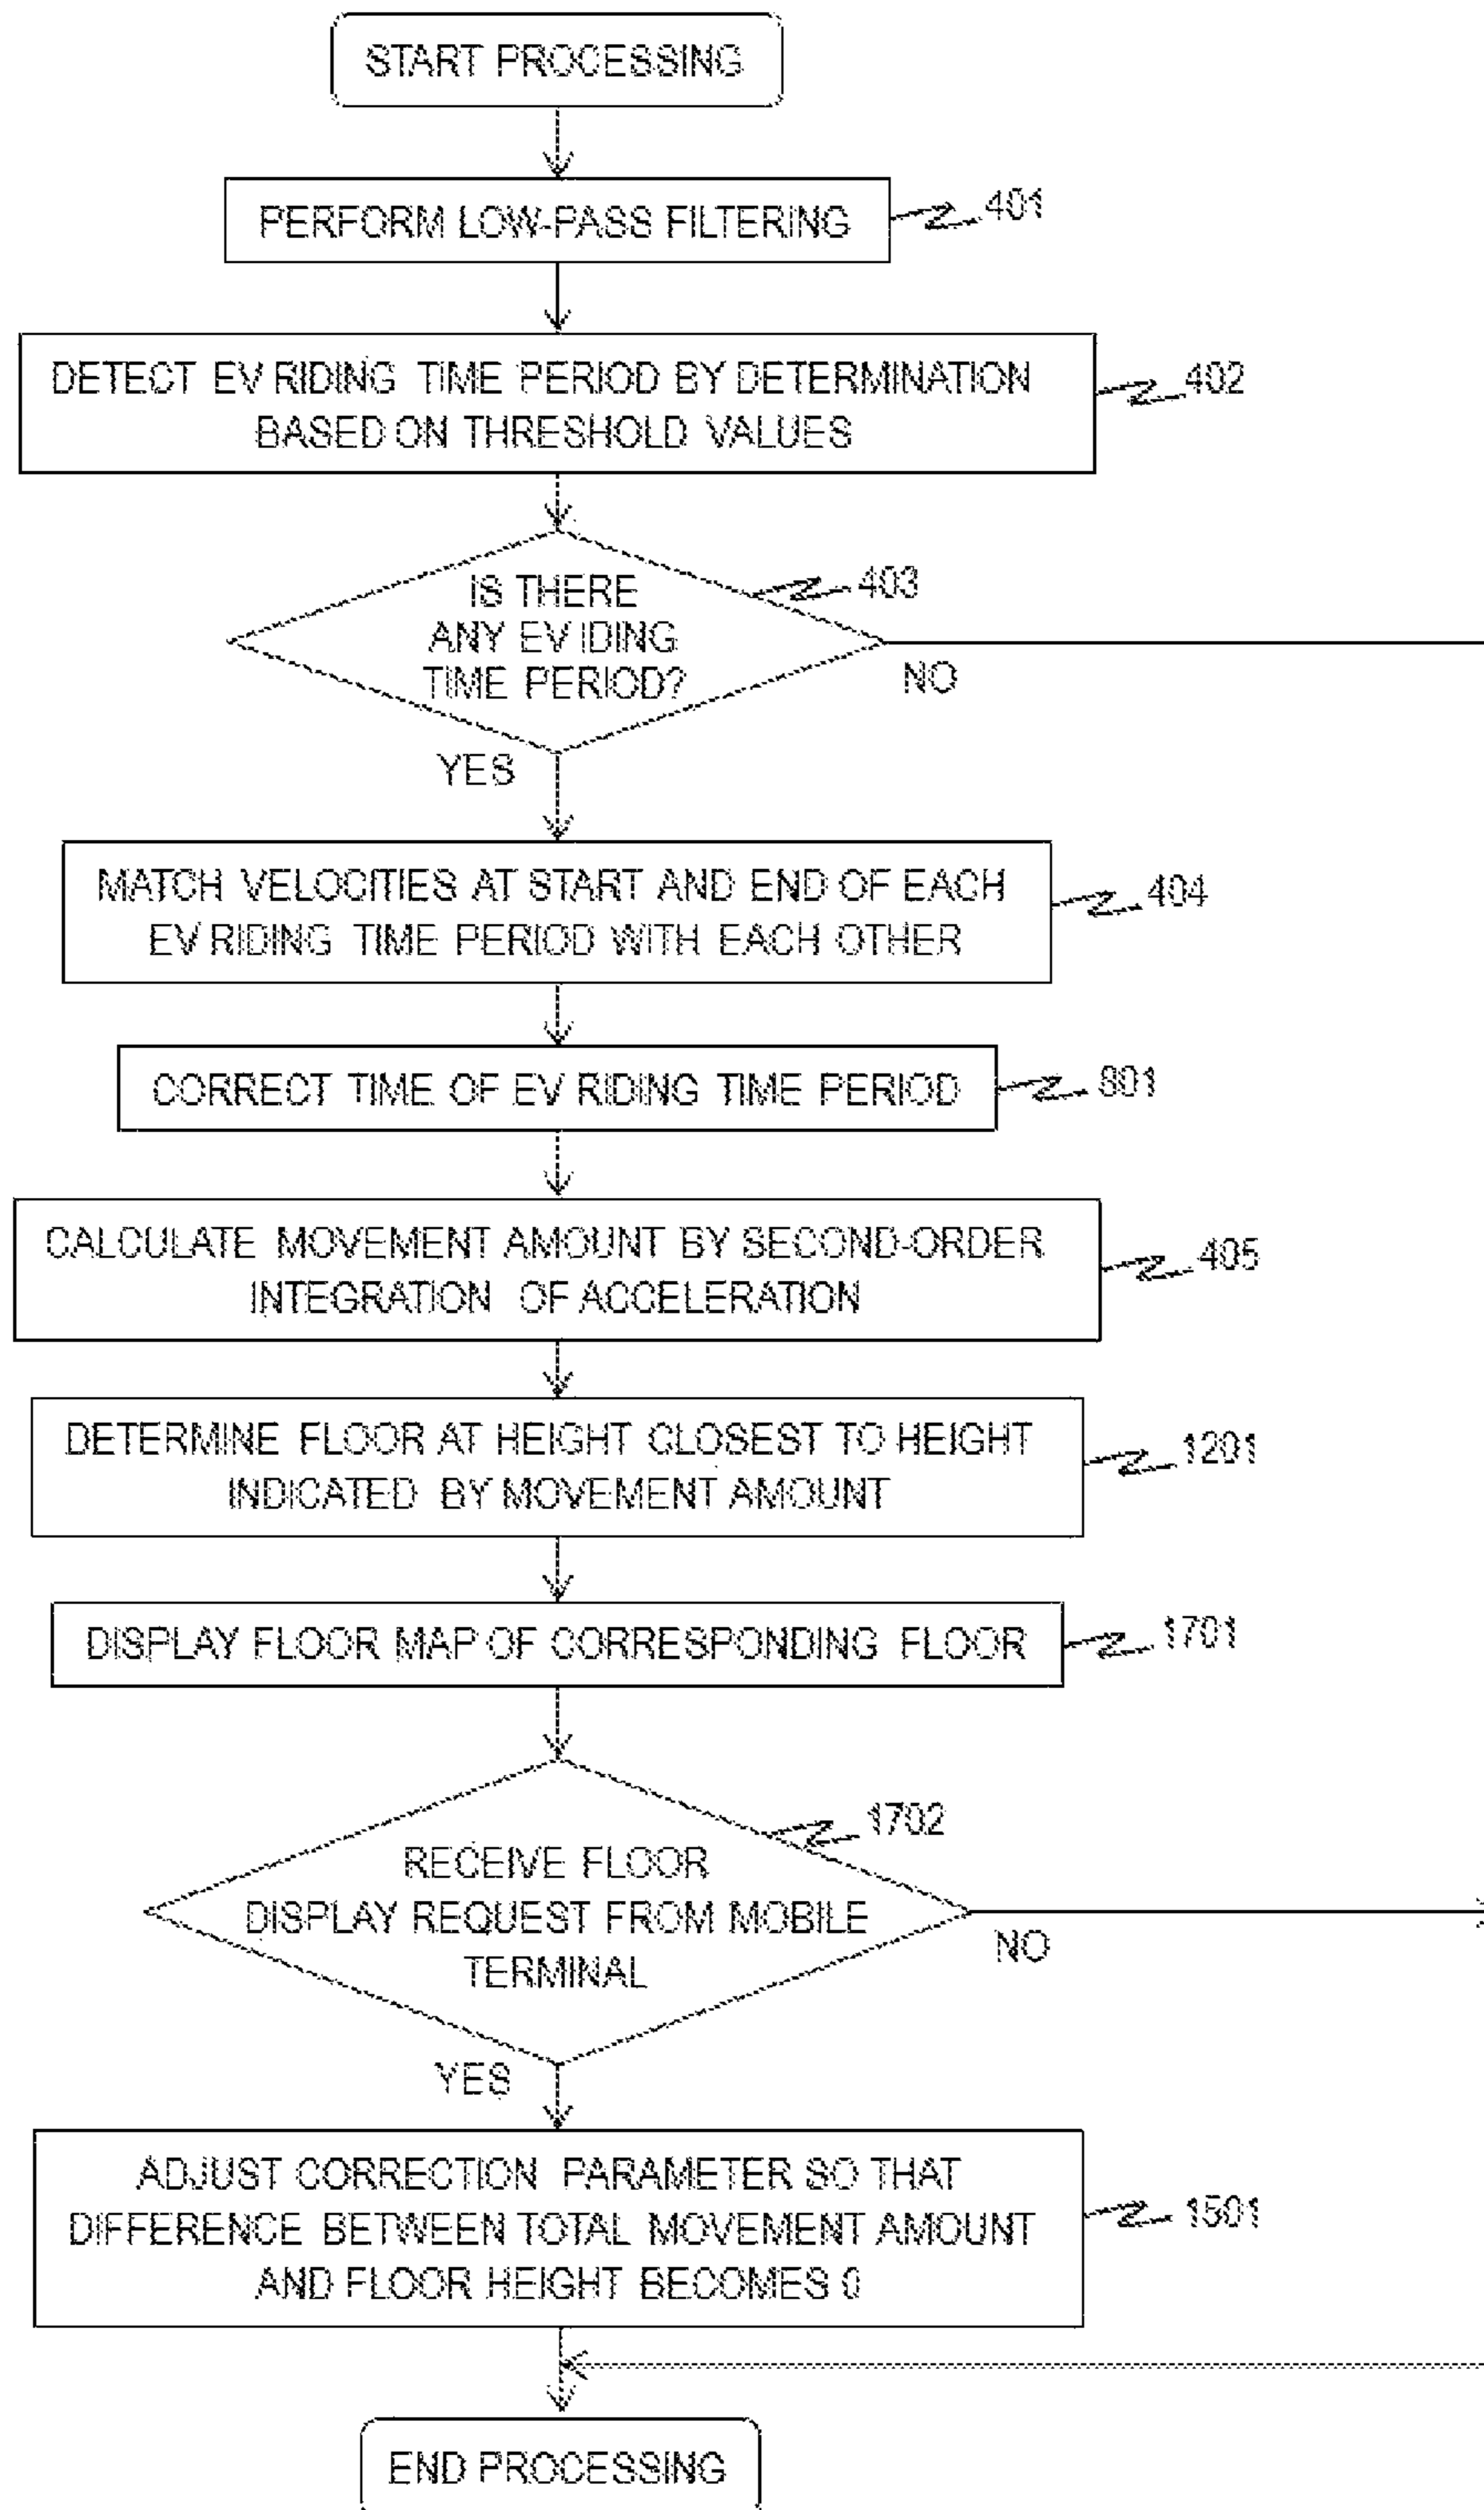 START PROCESSING
PERFORM LOW-PASS FILTERING
401
DETECT EV RIDING TIME PERIOD BY DETERMINATION
BASED ON THRESHOLD VALUES
402
IS THERE
ANY EV IDING
TIME PERIOD?
403
NO
YES
MATCH VELOCITIES AT START AND END OF EACH
EV RIDING TIME PERIOD WITH EACH OTHER
404
CORRECT TIME OF EV RIDING TIME PERIOD
801
CALCULATE MOVEMENT AMOUNT BY SECOND-ORDER
INTEGRATION OF ACCELERATION
405
DETERMINE FLOOR AT HEIGHT CLOSEST TO HEIGHT
INDICATED BY MOVEMENT AMOUNT
1201
DISPLAY FLOOR MAP OF CORRESPONDING FLOOR
1701
1702
RECEIVE FLOOR
DISPLAY REQUEST FROM MOBILE
TERMINAL
NO
YES
ADJUST CORRECTION PARAMETER SO THAT
DIFFERENCE BETWEEN TOTAL MOVEMENT AMOUNT
AND FLOOR HEIGHT BECOMES 0
1501
END PROCESSING